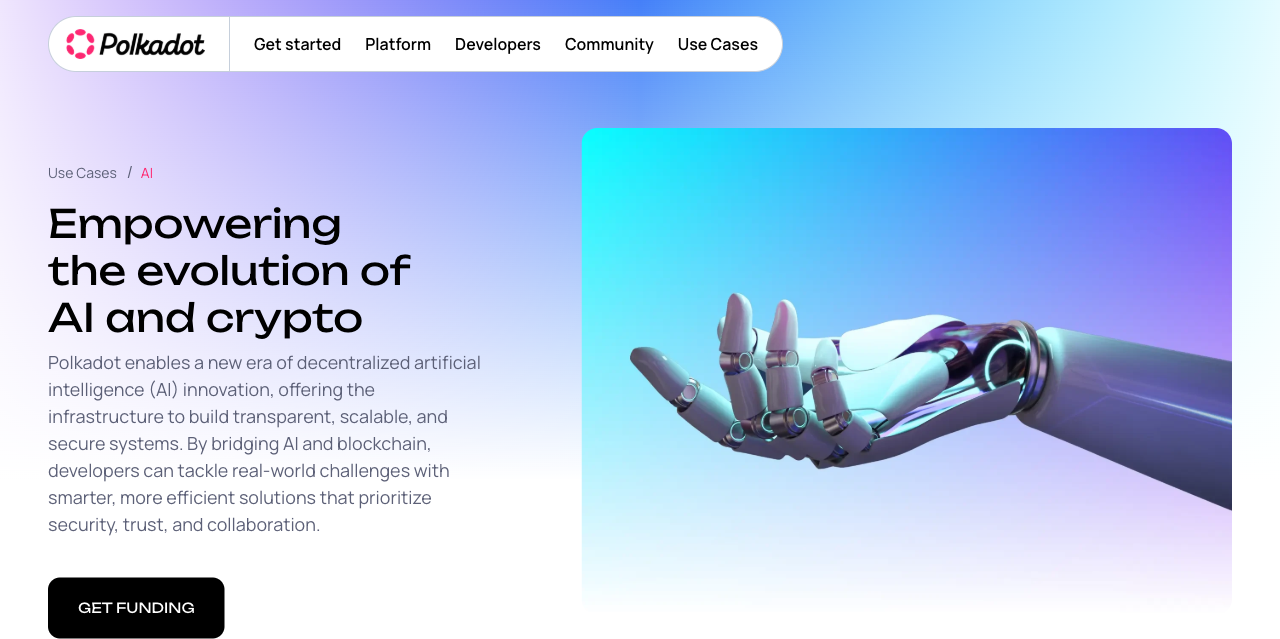 Polkadot
Get started
Platform
Developers
Community
Use Cases
Use Cases / AI
Empowering
the evolution of
AI and crypto
Polkadot enables a new era of decentralized artificial
intelligence (AI) innovation, offering the
infrastructure to build transparent, scalable, and
secure systems. By bridging AI and blockchain,
developers can tackle real-world challenges with
smarter, more efficient solutions that prioritize
security, trust, and collaboration.
GET FUNDING